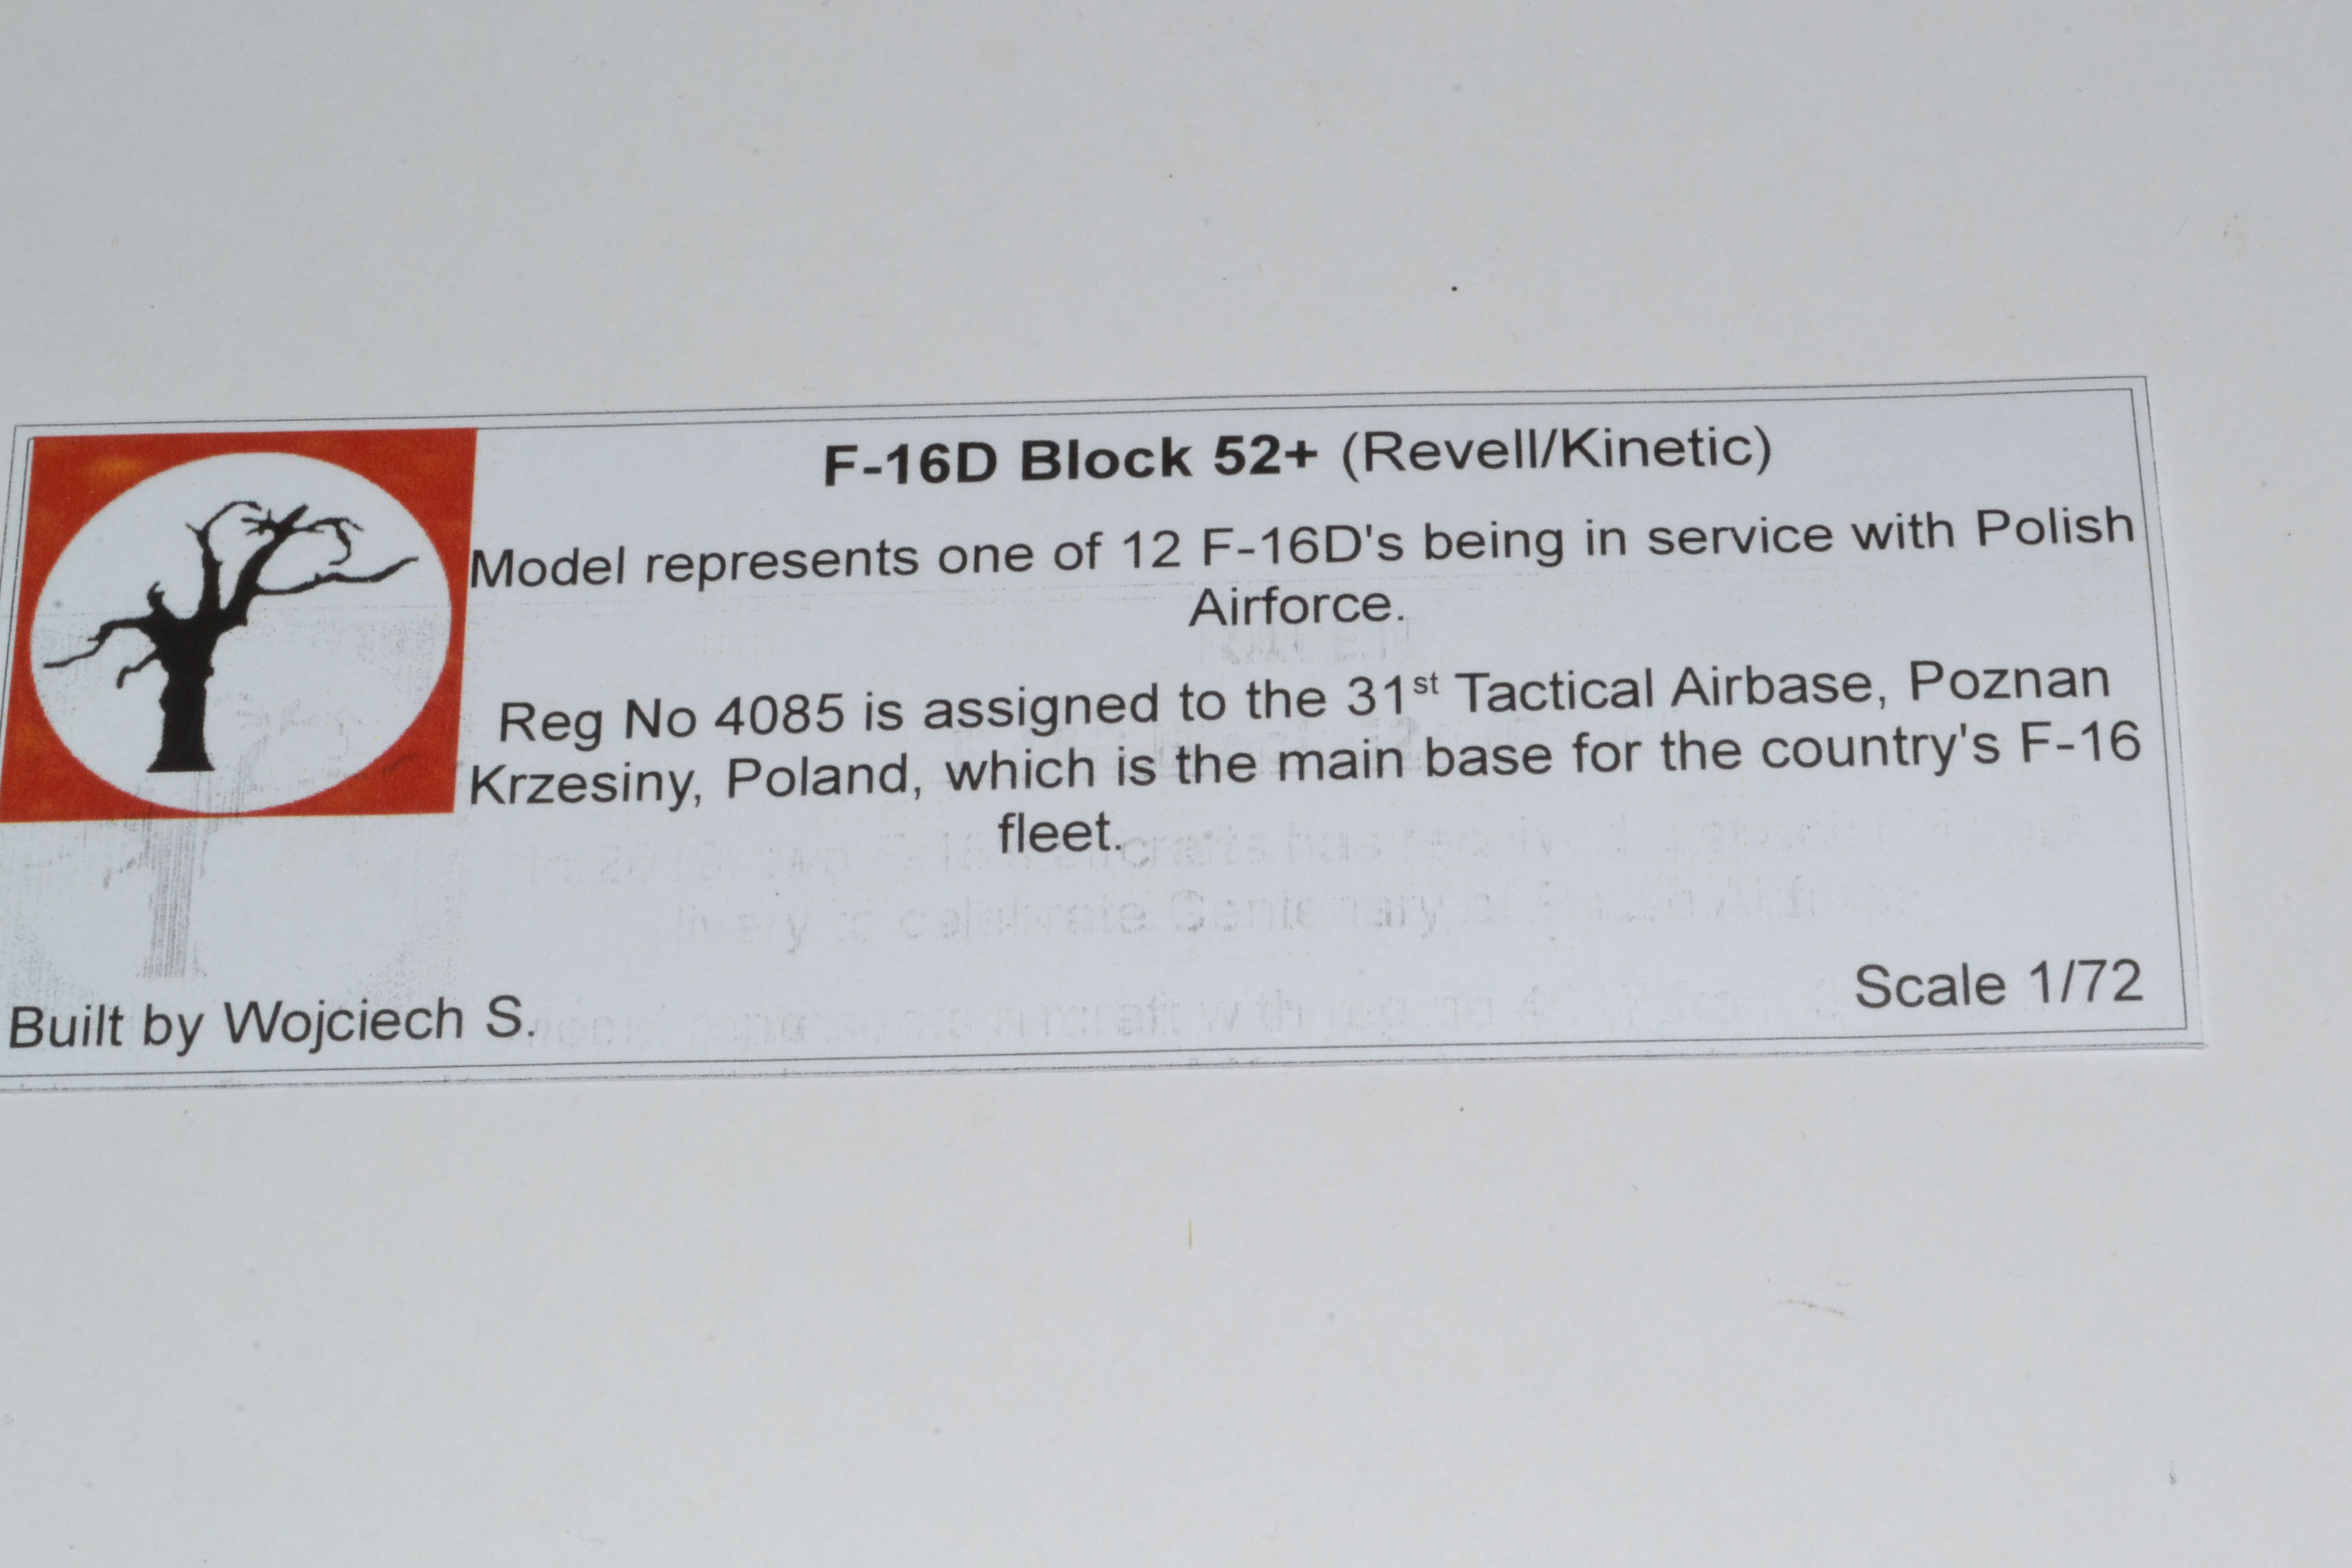 F-16D Block 52+ (Revell/Kinetic)
Model represents one of 12 F-16D's being in service with Polish
Airforce.
Reg No 4085 is assigned to the 31st Tactical Airbase, Poznan
Krzesiny, Poland, which is the main base for the country's F-16
fleet.
Built by Wojciech S.
Scale 1/72